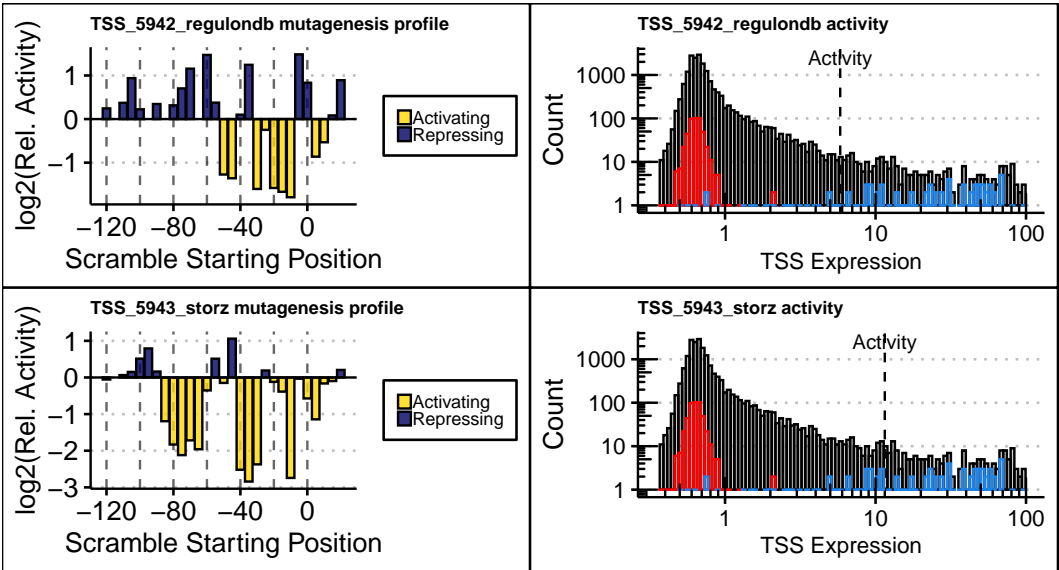 TSS_5942_regulondb mutagenesis profile
log2(Rel. Activity)
1
0
−1
−120
−80
−40
0
Scramble Starting Position
Activating
Repressing
TSS_5942_regulondb activity
Activity
Count
1000
100
10
1
1
10
100
TSS Expression
TSS_5943_storz mutagenesis profile
log2(Rel. Activity)
1
0
−1
−2
−3
−120
−80
−40
0
Scramble Starting Position
Activating
Repressing
TSS_5943_storz activity
Activity
Count
1000
100
10
1
1
10
100
TSS Expression